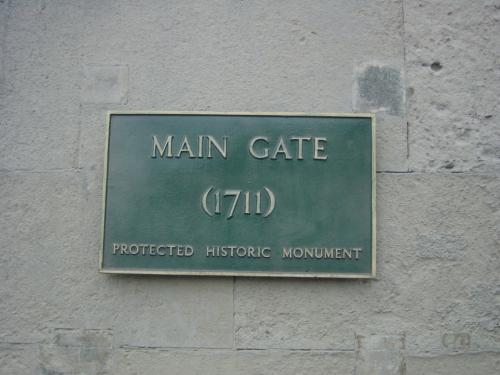 MAIN GATE
(1711)
PROTECTED HISTORIC MONUMENT